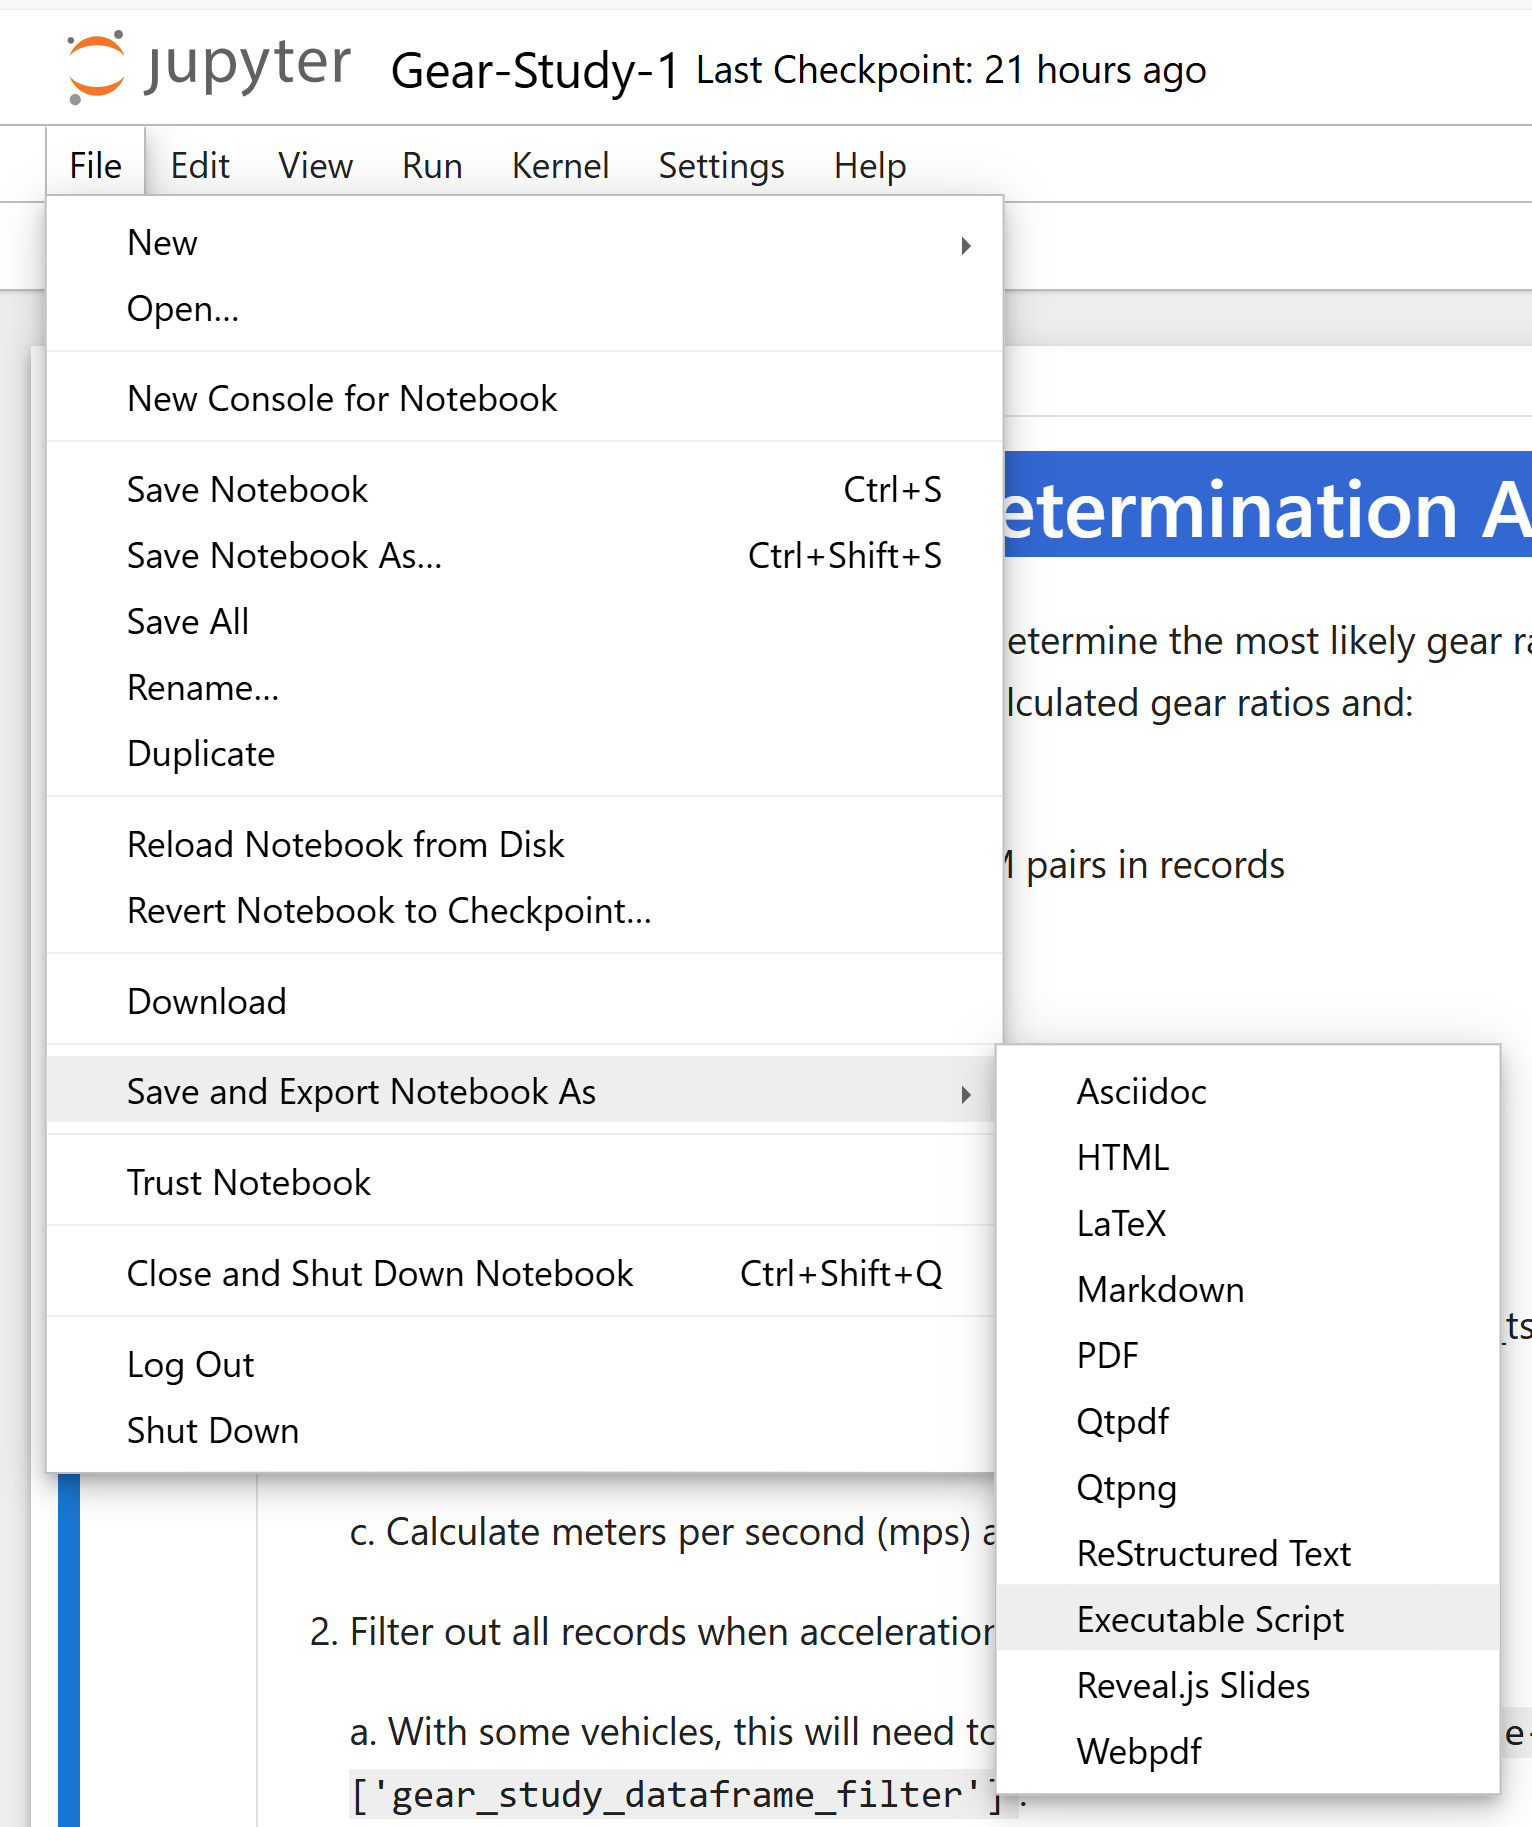 jupyter Gear-Study-1 Last Checkpoint: 21 hours ago
File Edit View Run Kernel Settings Help
New
Open...
New Console for Notebook
Save Notebook Ctrl+S
Save Notebook As... Ctrl+Shift+S
Save All
Rename...
Duplicate
Reload Notebook from Disk
Revert Notebook to Checkpoint...
Download
Save and Export Notebook As
Trust Notebook
Close and Shut Down Notebook Ctrl+Shift+Q
Log Out
Shut Down
Asciidoc
HTML
LaTeX
Markdown
PDF
Qtpdf
Qtpng
ReStructured Text
Executable Script
Reveal.js Slides
Webpdf
etermination A
etermine the most likely gear ra
lculated gear ratios and:
pairs in records
_ts
c. Calculate meters per second (mps) a
2. Filter out all records when acceleration
a. With some vehicles, this will need to e-
['gear_study_dataframe_filter'] .